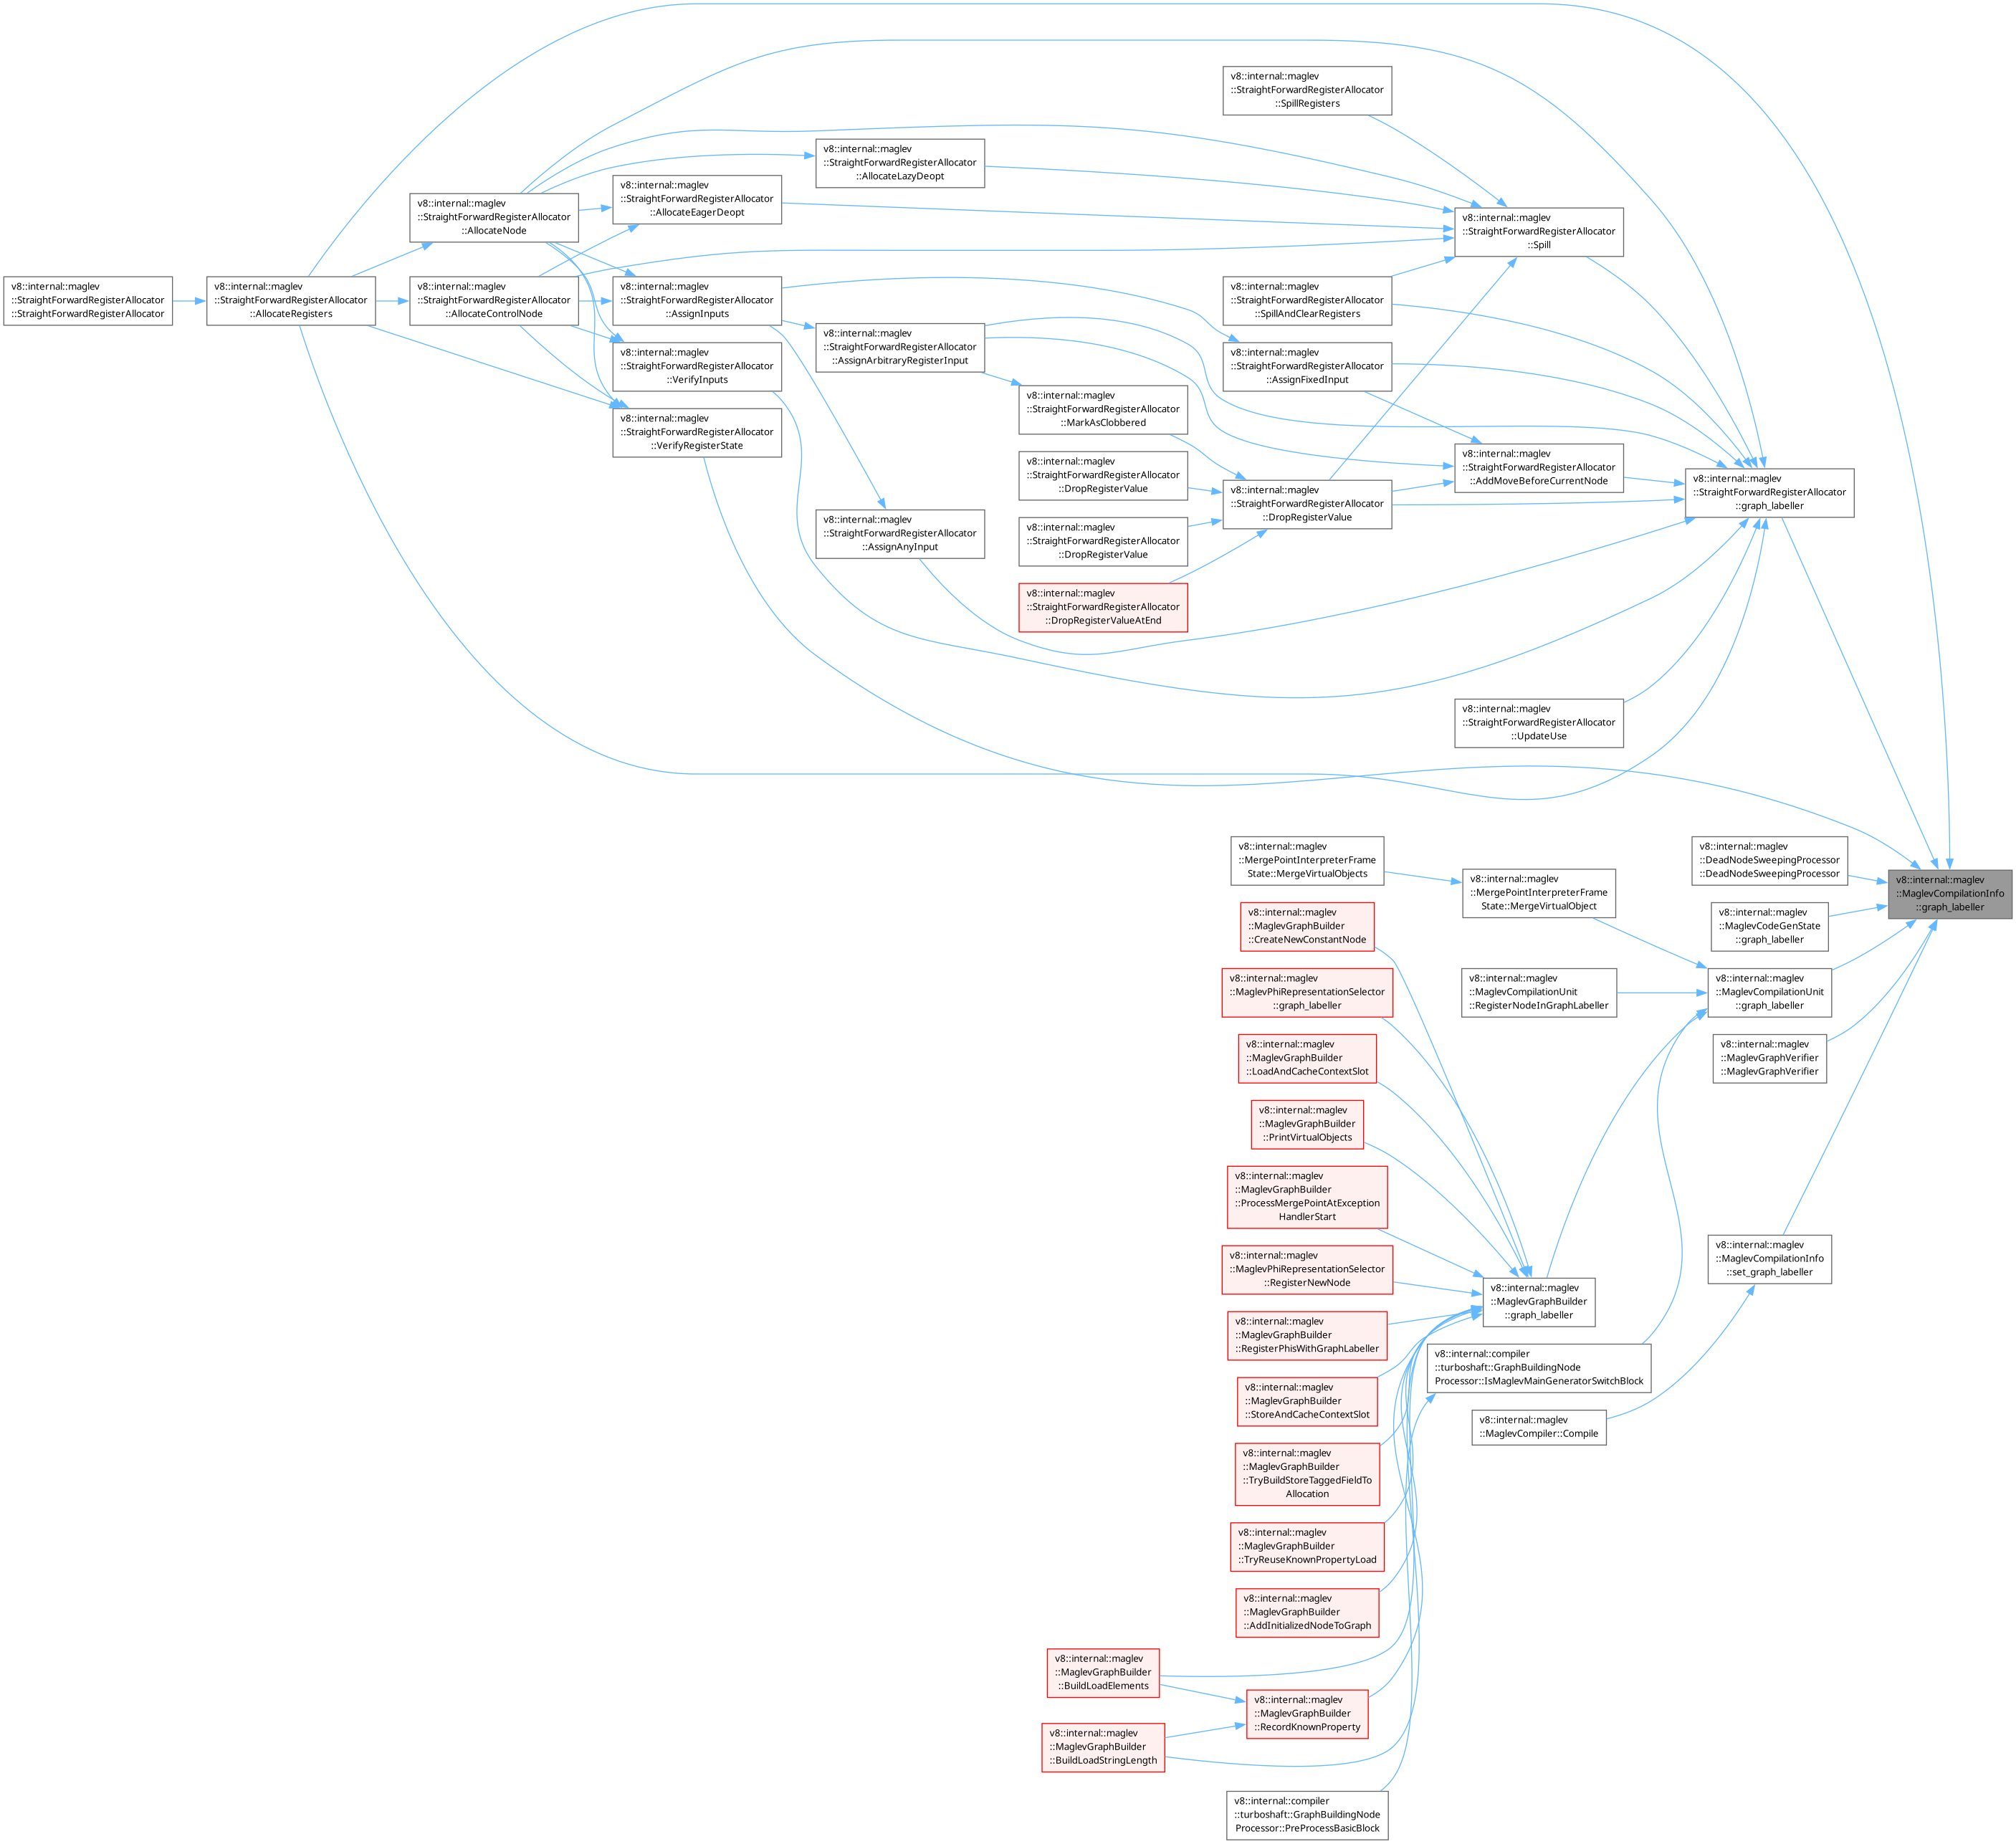 v8::internal::maglev
::StraightForwardRegisterAllocator
::SpillRegisters
v8::internal::maglev
::StraightForwardRegisterAllocator
::AllocateLazyDeopt
v8::internal::maglev
::StraightForwardRegisterAllocator
::AllocateEagerDeopt
v8::internal::maglev
::StraightForwardRegisterAllocator
::AllocateNode
v8::internal::maglev
::StraightForwardRegisterAllocator
::Spill
v8::internal::maglev
::StraightForwardRegisterAllocator
::StraightForwardRegisterAllocator
v8::internal::maglev
::StraightForwardRegisterAllocator
::AllocateRegisters
v8::internal::maglev
::StraightForwardRegisterAllocator
::AllocateControlNode
v8::internal::maglev
::StraightForwardRegisterAllocator
::AssignInputs
v8::internal::maglev
::StraightForwardRegisterAllocator
::SpillAndClearRegisters
v8::internal::maglev
::StraightForwardRegisterAllocator
::AssignArbitraryRegisterInput
v8::internal::maglev
::StraightForwardRegisterAllocator
::VerifyInputs
v8::internal::maglev
::StraightForwardRegisterAllocator
::AssignFixedInput
v8::internal::maglev
::StraightForwardRegisterAllocator
::MarkAsClobbered
v8::internal::maglev
::StraightForwardRegisterAllocator
::VerifyRegisterState
v8::internal::maglev
::StraightForwardRegisterAllocator
::DropRegisterValue
v8::internal::maglev
::StraightForwardRegisterAllocator
::AddMoveBeforeCurrentNode
v8::internal::maglev
::StraightForwardRegisterAllocator
::graph_labeller
v8::internal::maglev
::StraightForwardRegisterAllocator
::DropRegisterValue
v8::internal::maglev
::StraightForwardRegisterAllocator
::AssignAnyInput
v8::internal::maglev
::StraightForwardRegisterAllocator
::DropRegisterValue
v8::internal::maglev
::StraightForwardRegisterAllocator
::DropRegisterValueAtEnd
v8::internal::maglev
::StraightForwardRegisterAllocator
::UpdateUse
v8::internal::maglev
::MergePointInterpreterFrame
State::MergeVirtualObjects
v8::internal::maglev
::DeadNodeSweepingProcessor
::DeadNodeSweepingProcessor
v8::internal::maglev
::MergePointInterpreterFrame
State::MergeVirtualObject
v8::internal::maglev
::MaglevCompilationInfo
::graph_labeller
v8::internal::maglev
::MaglevGraphBuilder
::CreateNewConstantNode
v8::internal::maglev
::MaglevCodeGenState
::graph_labeller
v8::internal::maglev
::MaglevPhiRepresentationSelector
::graph_labeller
v8::internal::maglev
::MaglevCompilationUnit
::RegisterNodeInGraphLabeller
v8::internal::maglev
::MaglevCompilationUnit
::graph_labeller
v8::internal::maglev
::MaglevGraphBuilder
::LoadAndCacheContextSlot
v8::internal::maglev
::MaglevGraphVerifier
::MaglevGraphVerifier
v8::internal::maglev
::MaglevGraphBuilder
::PrintVirtualObjects
v8::internal::maglev
::MaglevGraphBuilder
::ProcessMergePointAtException
HandlerStart
v8::internal::maglev
::MaglevCompilationInfo
::set_graph_labeller
v8::internal::maglev
::MaglevPhiRepresentationSelector
::RegisterNewNode
v8::internal::maglev
::MaglevGraphBuilder
::graph_labeller
v8::internal::maglev
::MaglevGraphBuilder
::RegisterPhisWithGraphLabeller
v8::internal::compiler
::turboshaft::GraphBuildingNode
Processor::IsMaglevMainGeneratorSwitchBlock
v8::internal::maglev
::MaglevGraphBuilder
::StoreAndCacheContextSlot
v8::internal::maglev
::MaglevCompiler::Compile
v8::internal::maglev
::MaglevGraphBuilder
::TryBuildStoreTaggedFieldTo
Allocation
v8::internal::maglev
::MaglevGraphBuilder
::TryReuseKnownPropertyLoad
v8::internal::maglev
::MaglevGraphBuilder
::AddInitializedNodeToGraph
v8::internal::maglev
::MaglevGraphBuilder
::BuildLoadElements
v8::internal::maglev
::MaglevGraphBuilder
::RecordKnownProperty
v8::internal::maglev
::MaglevGraphBuilder
::BuildLoadStringLength
v8::internal::compiler
::turboshaft::GraphBuildingNode
Processor::PreProcessBasicBlock